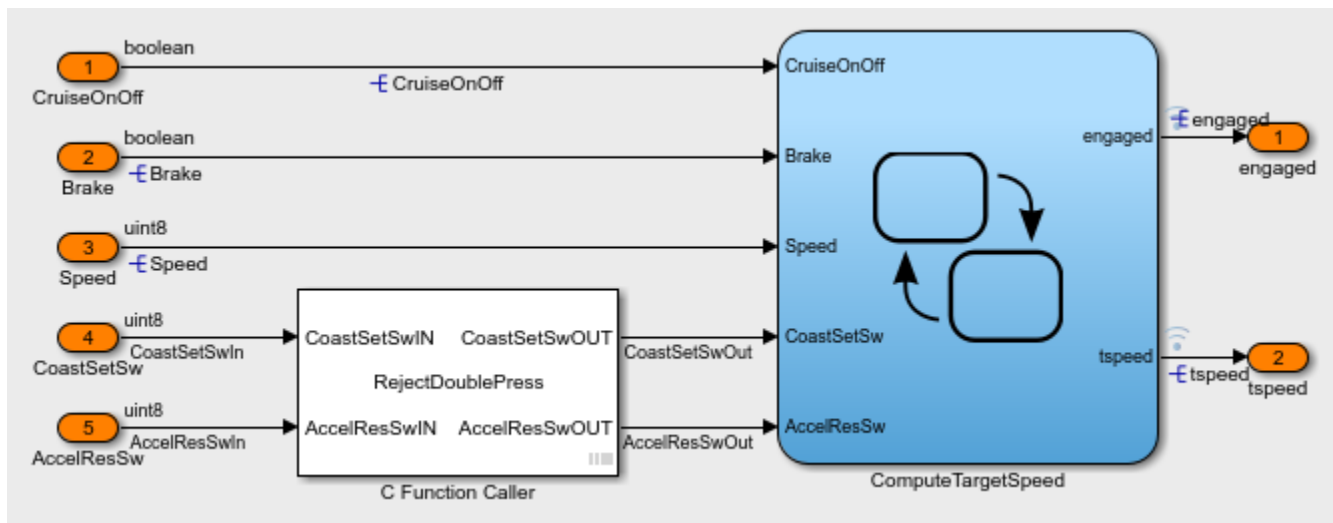 boolean
1
CruiseOnOff
CruiseOnOff
CruiseOnOff
boolean
2
Brake
Brake
Brake
uint8
3
Speed
Speed
Speed
uint8
4
CoastSetSw
CoastSetSwIn
CoastSetSwIN CoastSetSwOUT
CoastSetSwOut
CoastSetSw
RejectDoublePress
uint8
5
AccelResSw
AccelResSwIn
AccelResSwIN AccelResSwOUT
AccelResSwOut
AccelResSw
C Function Caller
engaged
engaged
1
engaged
tspeed
tspeed
2
tspeed
ComputeTargetSpeed